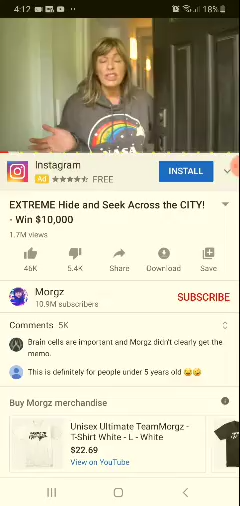 4:12
18%
NASA
Instagram
Ad
FREE
INSTALL
EXTREME Hide and Seek Across the CITY!
- Win $10,000
1.7M views
46K
5.4K
Share
Download
Save
Morgz
10.9M subscribers
SUBSCRIBE
Comments 5K
Brain cells are important and Morgz didn't clearly get the
memo.
This is definitely for people under 5 years old 😂🤣
Buy Morgz merchandise
Unisex Ultimate TeamMorgz -
T-Shirt White - L - White
$22.69
View on YouTube